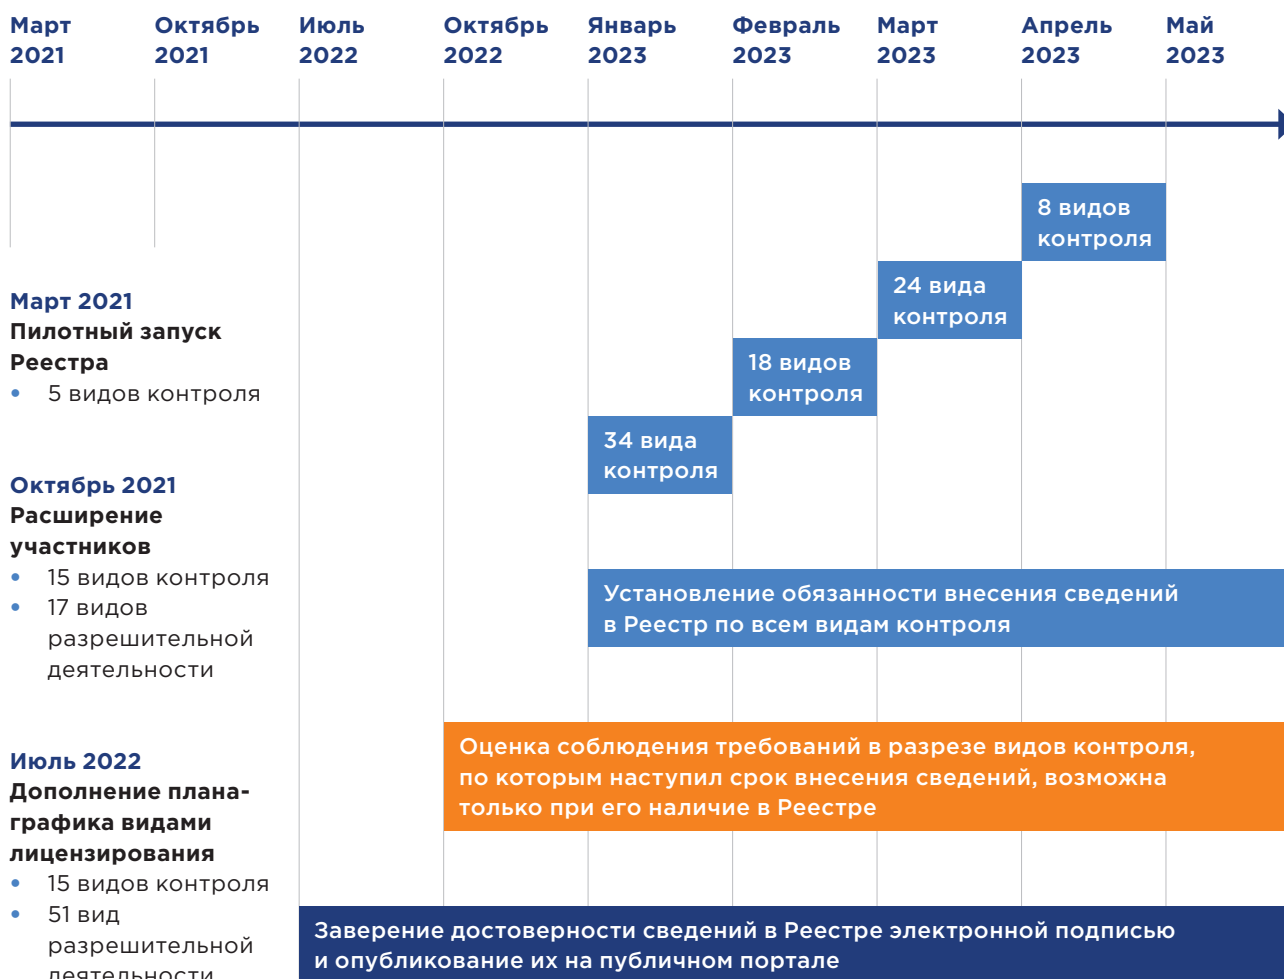 Март
2021
Октябрь
2021
Июль
2022
Октябрь
2022
Январь
2023
Февраль
2023
Март
2023
Апрель
2023
Май
2023
8 видов
контроля
24 вида
контроля
18 видов
контроля
34 вида
контроля
Март 2021
Пилотный запуск
Реестра
• 5 видов контроля
Октябрь 2021
Расширение
участников
• 15 видов контроля
• 17 видов
разрешительной
деятельности
Июль 2022
Дополнение плана-
графика видами
лицензирования
• 15 видов контроля
• 51 вид
разрешительной
деятельности
Установление обязанности внесения сведений
в Реестр по всем видам контроля
Оценка соблюдения требований в разрезе видов контроля,
по которым наступил срок внесения сведений, возможна
только при его наличие в Реестре
Заверение достоверности сведений в Реестре электронной подписью
и опубликование их на публичном портале